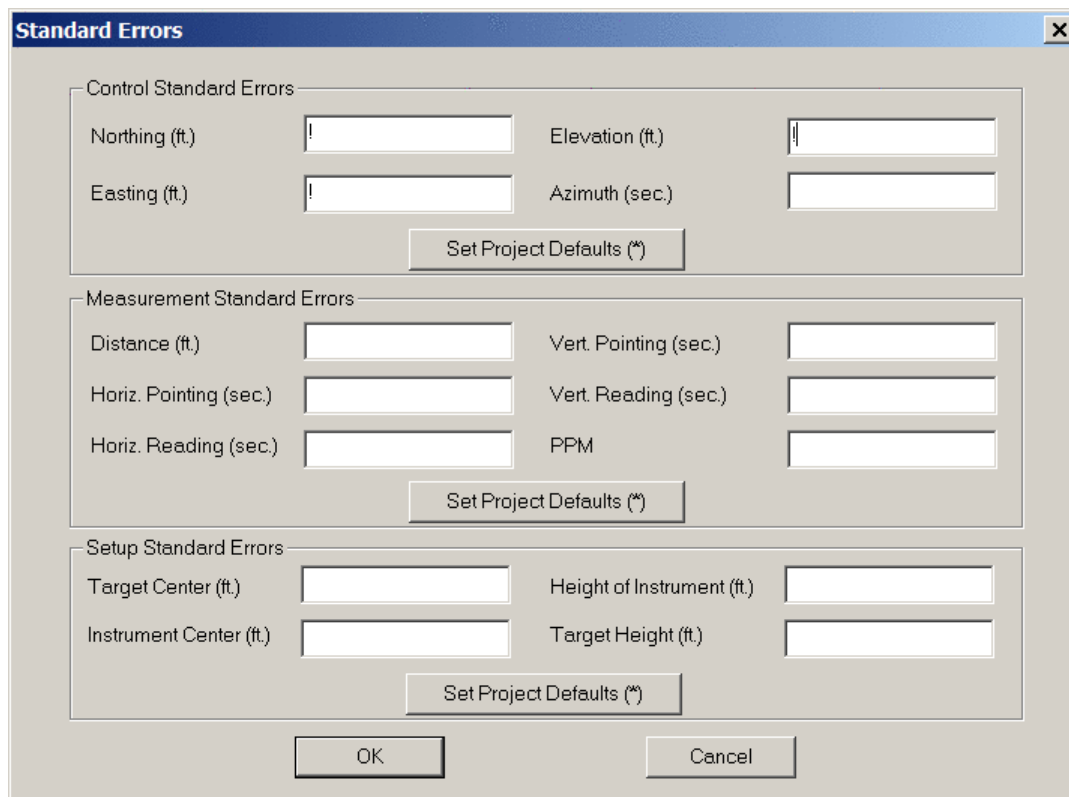 Standard Errors
Control Standard Errors
Northing (ft.) ! Elevation (ft.) !
Easting (ft.) ! Azimuth (sec.)
Set Project Defaults (*)
Measurement Standard Errors
Distance (ft.) Vert. Pointing (sec.)
Horiz. Pointing (sec.) Vert. Reading (sec.)
Horiz. Reading (sec.) PPM
Set Project Defaults (*)
Setup Standard Errors
Target Center (ft.) Height of Instrument (ft.)
Instrument Center (ft.) Target Height (ft.)
Set Project Defaults (*)
OK Cancel